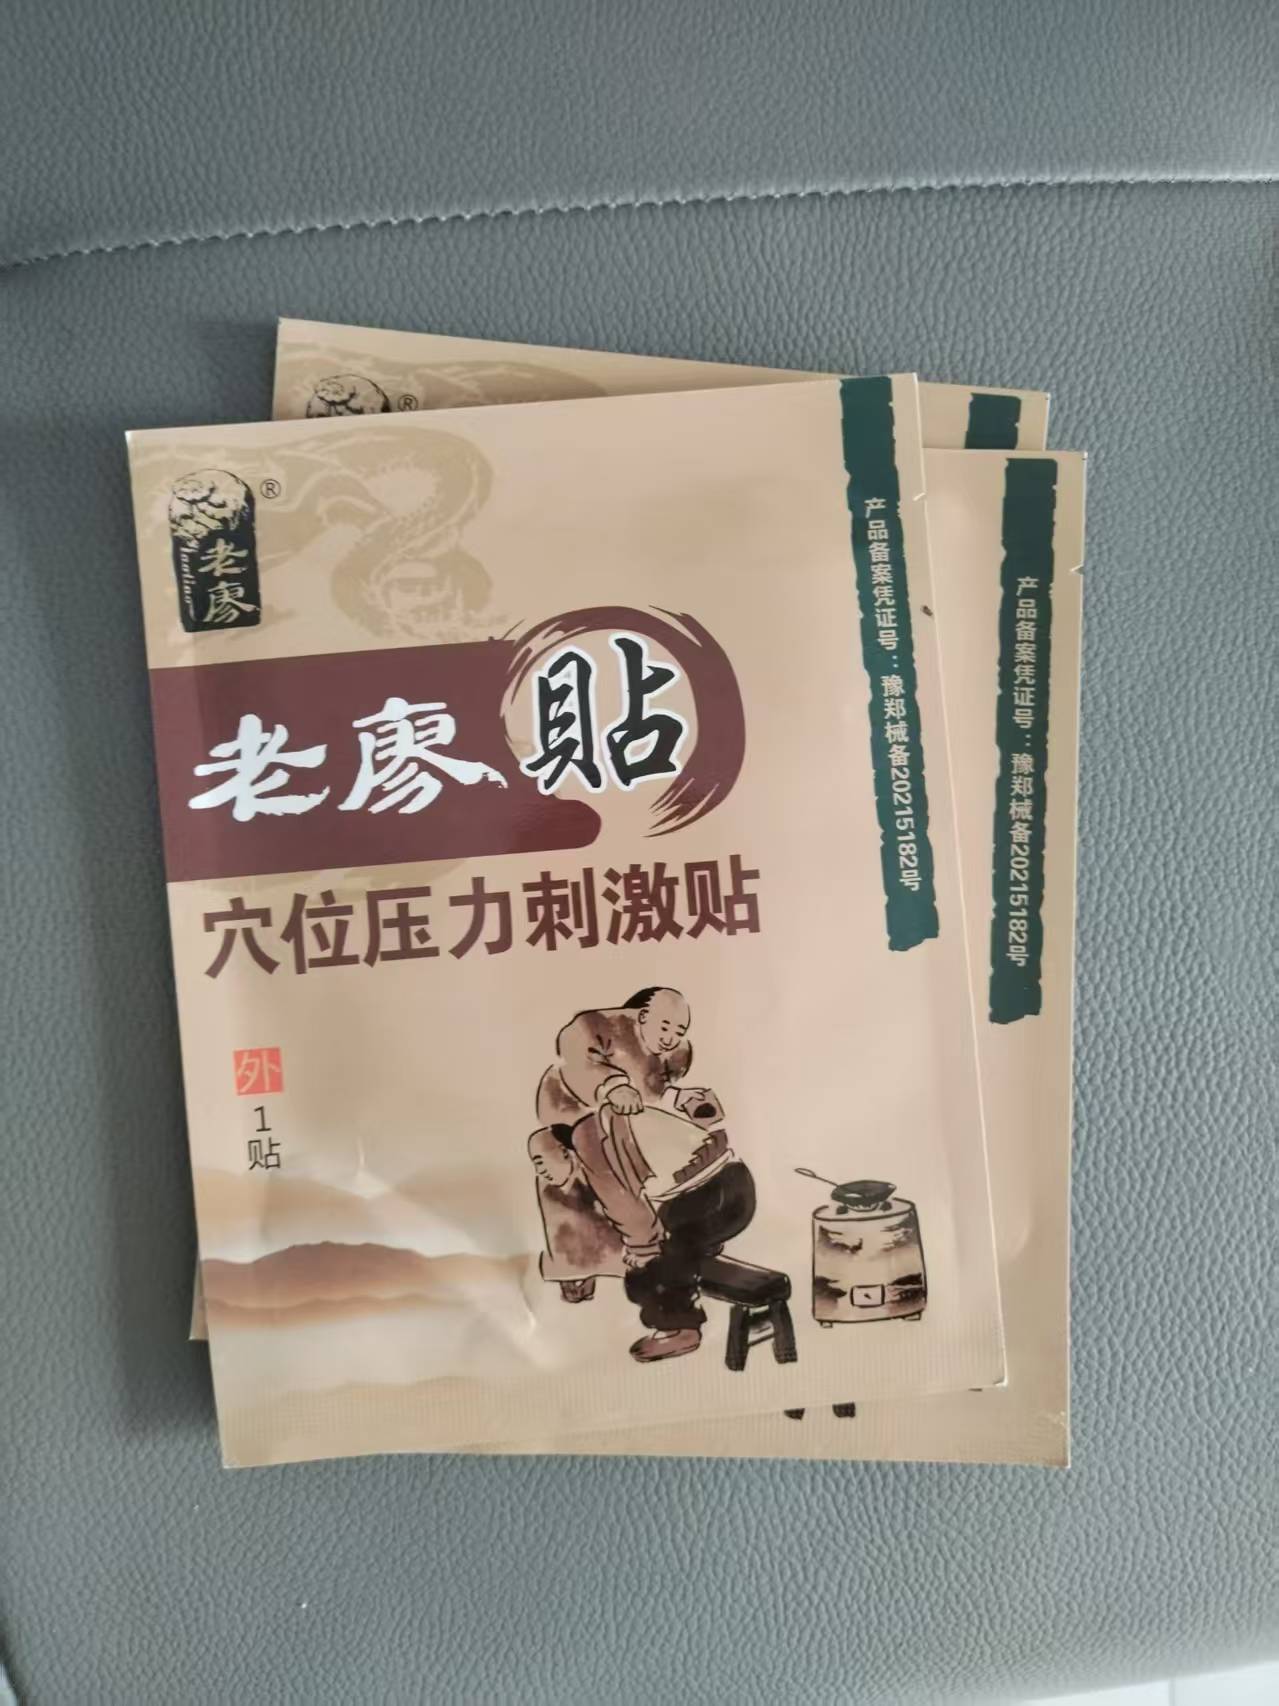 ®
老廖
laoliao
老廖貼
穴位压力刺激贴
外
1
贴
产品备案凭证号：豫郑械备20215182号
产品备案凭证号：豫郑械备20215182号
®